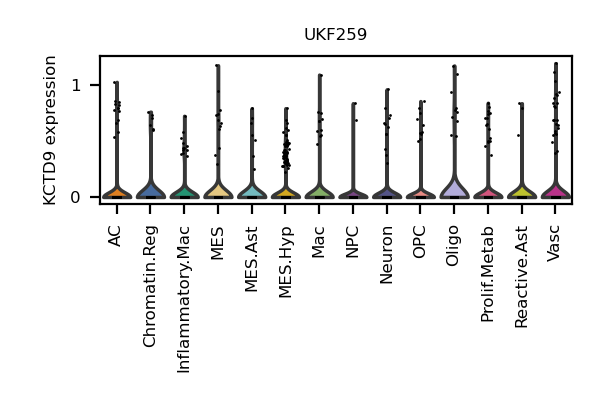 UKF259
KCTD9 expression
1
0
AC
Chromatin.Reg
Inflammatory.Mac
MES
MES.Ast
MES.Hyp
Mac
NPC
Neuron
OPC
Oligo
Prolif.Metab
Reactive.Ast
Vasc